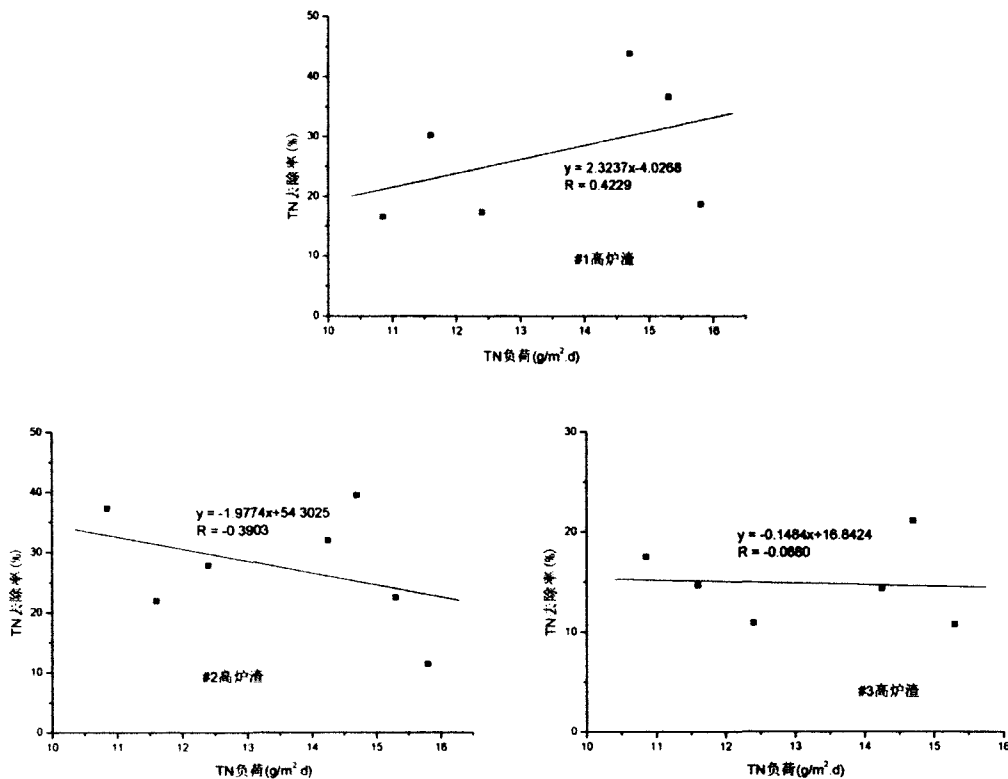 50
40
30
20
10
0
TN去除率(%)
y = 2.3237x-4.0268
R = 0.4229
#1高炉渣
10 11 12 13 14 15 16
TN负荷(g/m².d)
50
40
30
20
10
0
TN去除率(%)
y = -1.9774x+54.3025
R = -0.3903
#2高炉渣
10 11 12 13 14 15 16
TN负荷(g/m².d)
30
20
10
0
TN去除率(%)
y = -0.1484x+16.8424
R = -0.0880
#3高炉渣
10 11 12 13 14 15 16
TN负荷(g/m².d)